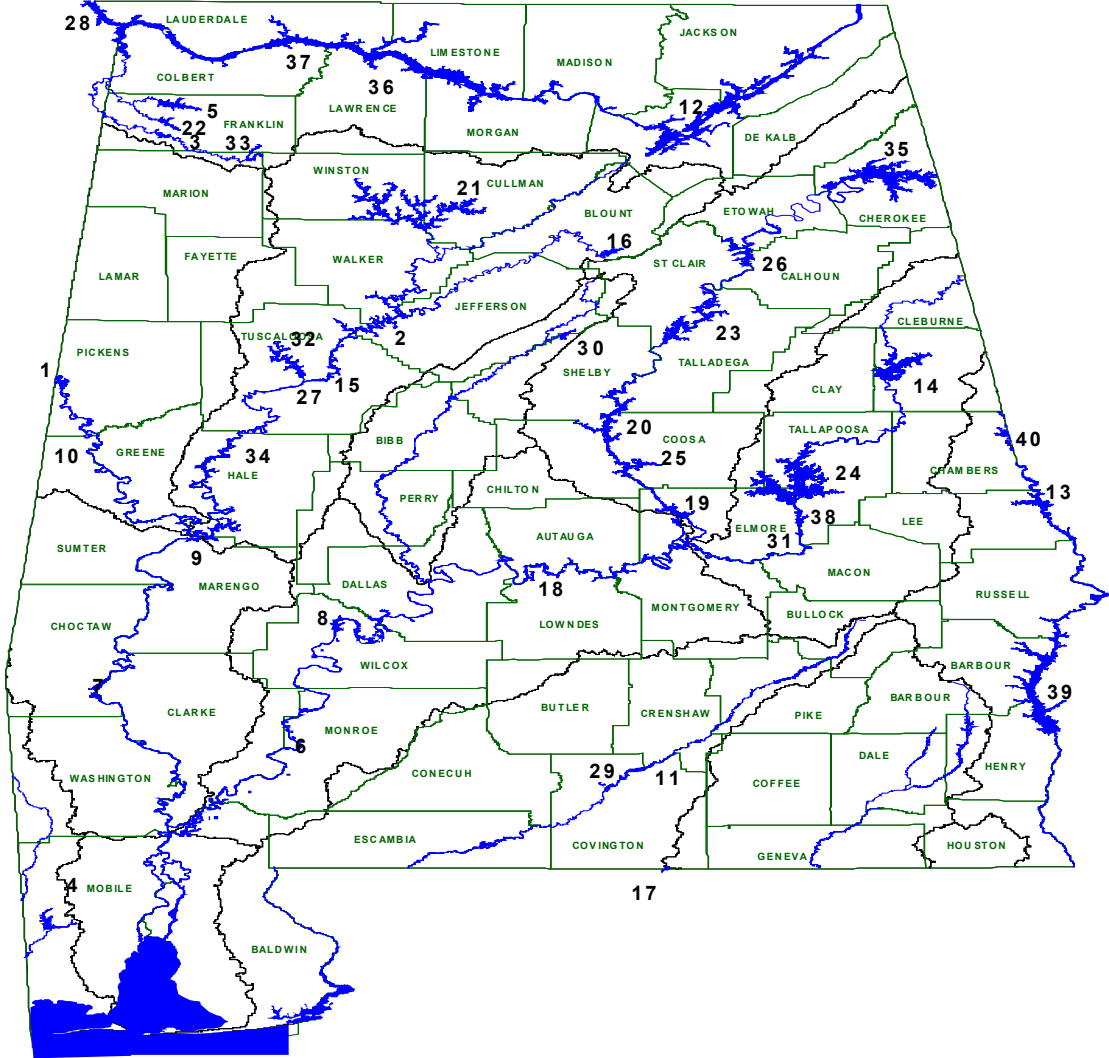 28
LAUDERDALE
JACKSON
LIMESTONE
MADISON
37
COLBERT
36
LAWRENCE
12
5
22
FRANKLIN
3
33
MORGAN
DE KALB
35
WINSTON
MARION
21
CULLMAN
BLOUNT
ETOWAH
CHEROKEE
16
FAYETTE
WALKER
ST CLAIR
26
CALHOUN
LAMAR
JEFFERSON
CLEBURNE
TUSCALOOSA
32
2
23
PICKENS
30
TALLADEGA
1
SHELBY
15
27
CLAY
14
20
TALLAPOOSA
BIBB
COOSA
40
GREENE
10
34
25
HALE
24
CHAMBERS
PERRY
CHILTON
13
19
38
LEE
ELMORE
AUTAUGA
31
SUMTER
9
MARENGO
DALLAS
18
MACON
RUSSELL
MONTGOMERY
BULLOCK
8
LOWNDES
CHOCTAW
WILCOX
BARBOUR
7
39
BARBOUR
CLARKE
BUTLER
CRENSHAW
PIKE
MONROE
6
DALE
CONECUH
29
11
HENRY
WASHINGTON
COFFEE
ESCAMBIA
COVINGTON
HOUSTON
GENEVA
4
MOBILE
17
BALDWIN